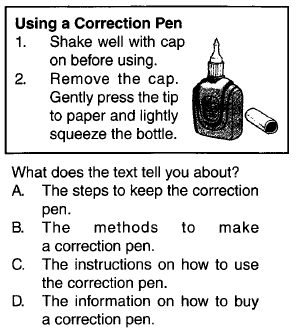 Using a Correction Pen
1. Shake well with cap
on before using.
2. Remove the cap.
Gently press the tip
to paper and lightly
squeeze the bottle.
What does the text tell you about?
A. The steps to keep the correction
pen.
B. The methods to make
a correction pen.
C. The instructions on how to use
the correction pen.
D. The information on how to buy
a correction pen.